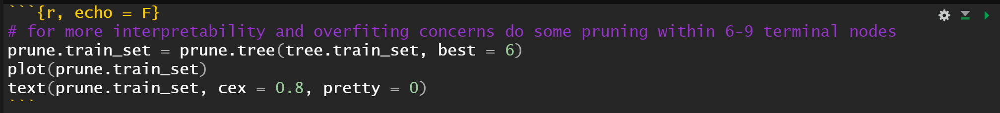 ```{r, echo = F}
# for more interpretability and overfiting concerns do some pruning within 6-9 terminal nodes
prune.train_set = prune.tree(tree.train_set, best = 6)
plot(prune.train_set)
text(prune.train_set, cex = 0.8, pretty = 0)
```